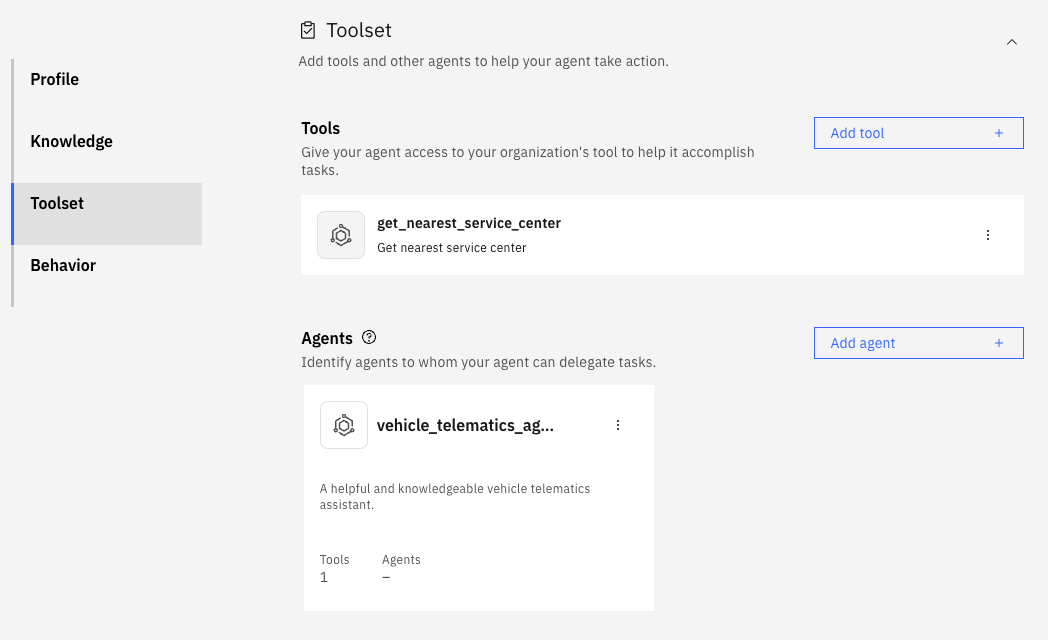 Toolset
Add tools and other agents to help your agent take action.
Profile
Knowledge
Toolset
Behavior
Tools
Give your agent access to your organization's tool to help it accomplish
tasks.
Add tool +
get_nearest_service_center
Get nearest service center
Agents
Identify agents to whom your agent can delegate tasks.
Add agent +
vehicle_telematics_ag...
A helpful and knowledgeable vehicle telematics
assistant.
Tools Agents
1 –